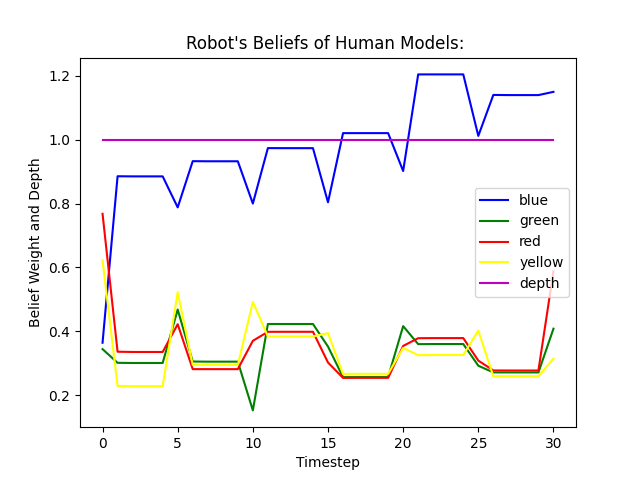 Robot's Beliefs of Human Models:
Belief Weight and Depth
1.2
1.0
0.8
0.6
0.4
0.2
blue
green
red
yellow
depth
0 5 10 15 20 25 30
Timestep